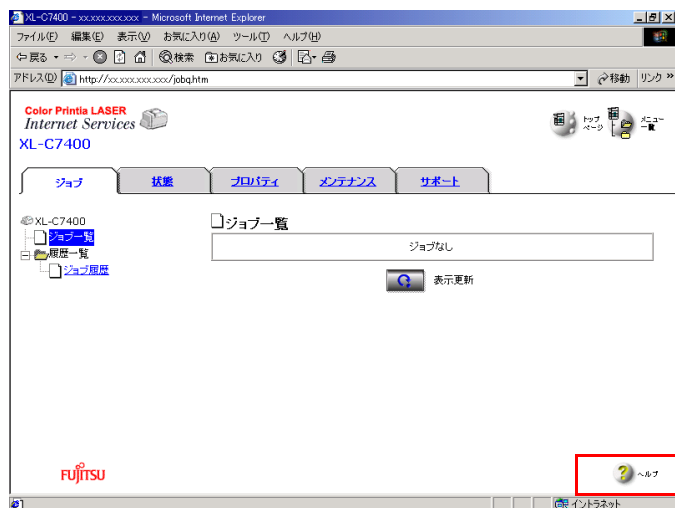 XL-C7400 - xx.xxx.xxx.xxx - Microsoft Internet Explorer
ファイル(F) 編集(E) 表示(V) お気に入り(A) ツール(T) ヘルプ(H)
戻る 検索 お気に入り
アドレス(D) http://xx.xxx.xxx.xxx/jobq.htm 移動 リンク »
Color Printia LASER
Internet Services
XL-C7400
トップページ
メニュー一覧
ジョブ 状態 プロパティ メンテナンス サポート
XL-C7400
ジョブ一覧
履歴一覧
ジョブ履歴
ジョブ一覧
ジョブなし
表示更新
FUJITSU
ヘルプ
イントラネット